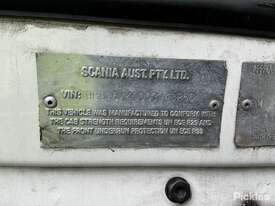 SCANIA AUST. PTY. LTD.
VIN:
THIS VEHICLE WAS MANUFACTURED TO CONFORM WITH
THE CAB STRENGTH REQUIREMENTS UN ECE R29 AND
THE FRONT UNDERRUN PROTECTION UN ECE R93
Pickles